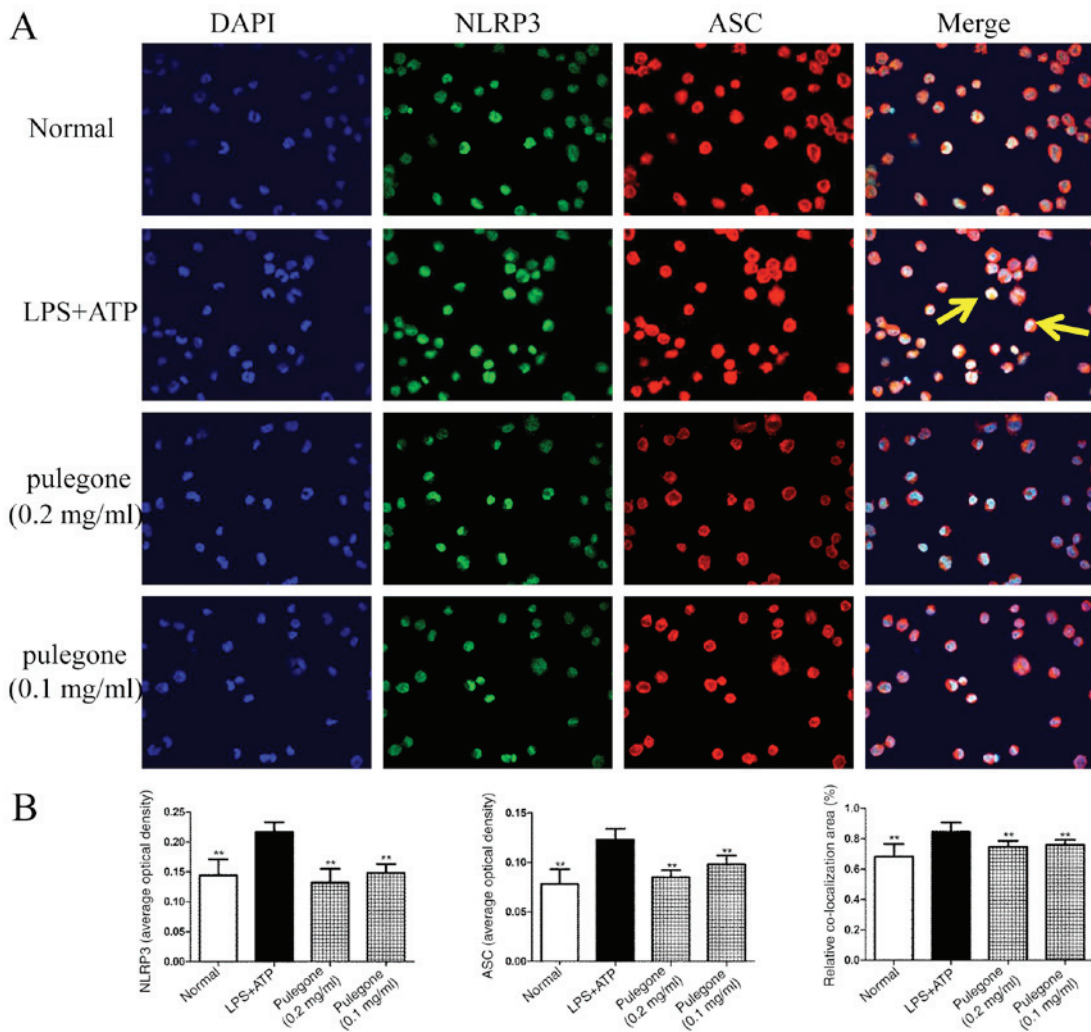 A
DAPI NLRP3 ASC Merge
Normal
LPS+ATP
pulegone
(0.2 mg/ml)
pulegone
(0.1 mg/ml)
B
NLRP3 (average optical density)
0.25
0.20
0.15
0.10
0.05
0.00
** ** **
Normal LPS+ATP Pulegone (0.2 mg/ml) Pulegone (0.1 mg/ml)
ASC (average optical density)
0.15
0.10
0.05
0.00
** ** **
Normal LPS+ATP Pulegone (0.2 mg/ml) Pulegone (0.1 mg/ml)
Relative co-localization area (%)
1.0
0.8
0.6
0.4
0.2
0.0
** ** **
Normal LPS+ATP Pulegone (0.2 mg/ml) Pulegone (0.1 mg/ml)